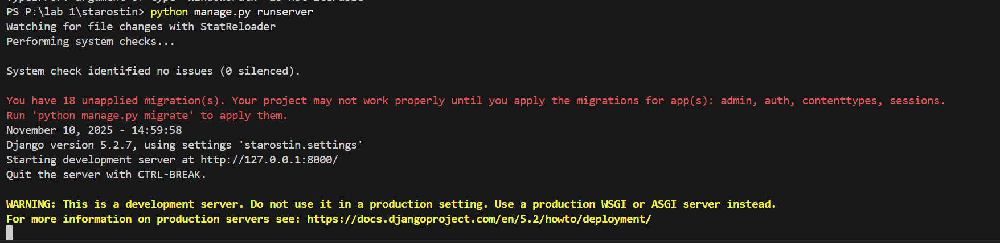 PS P:\lab 1\starostin> python manage.py runserver
Watching for file changes with StatReloader
Performing system checks...
System check identified no issues (0 silenced).
You have 18 unapplied migration(s). Your project may not work properly until you apply the migrations for app(s): admin, auth, contenttypes, sessions.
Run 'python manage.py migrate' to apply them.
November 10, 2025 - 14:59:58
Django version 5.2.7, using settings 'starostin.settings'
Starting development server at http://127.0.0.1:8000/
Quit the server with CTRL-BREAK.
WARNING: This is a development server. Do not use it in a production setting. Use a production WSGI or ASGI server instead.
For more information on production servers see: https://docs.djangoproject.com/en/5.2/howto/deployment/